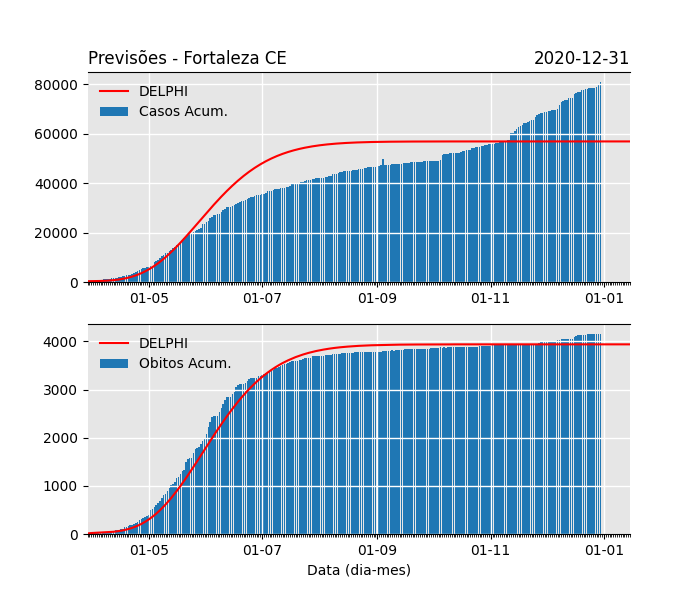 Previsões - Fortaleza CE 2020-12-31
DELPHI
Casos Acum.
80000
60000
40000
20000
0
01-05 01-07 01-09 01-11 01-01
DELPHI
Obitos Acum.
4000
3000
2000
1000
0
01-05 01-07 01-09 01-11 01-01
Data (dia-mes)